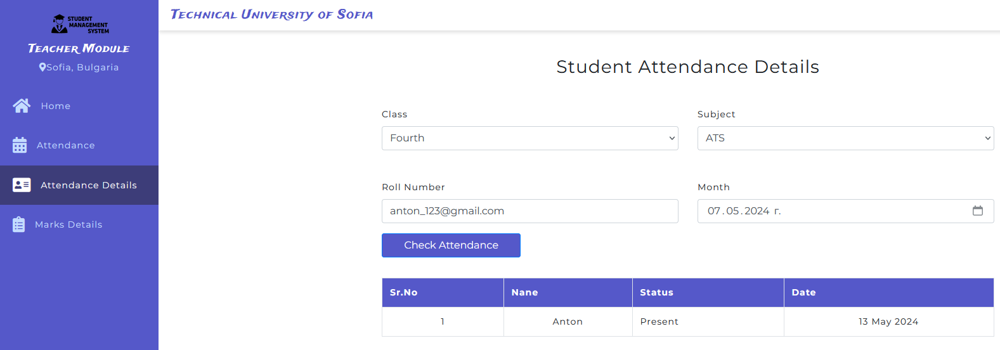 STUDENT
MANAGEMENT
SYSTEM
Teacher Module
Sofia, Bulgaria
Home
Attendance
Attendance Details
Marks Details
Technical University of Sofia
Student Attendance Details
Class
Subject
Fourth
ATS
Roll Number
Month
anton_123@gmail.com
07.05.2024 г.
Check Attendance
Sr.No Nane Status Date
1 Anton Present 13 May 2024